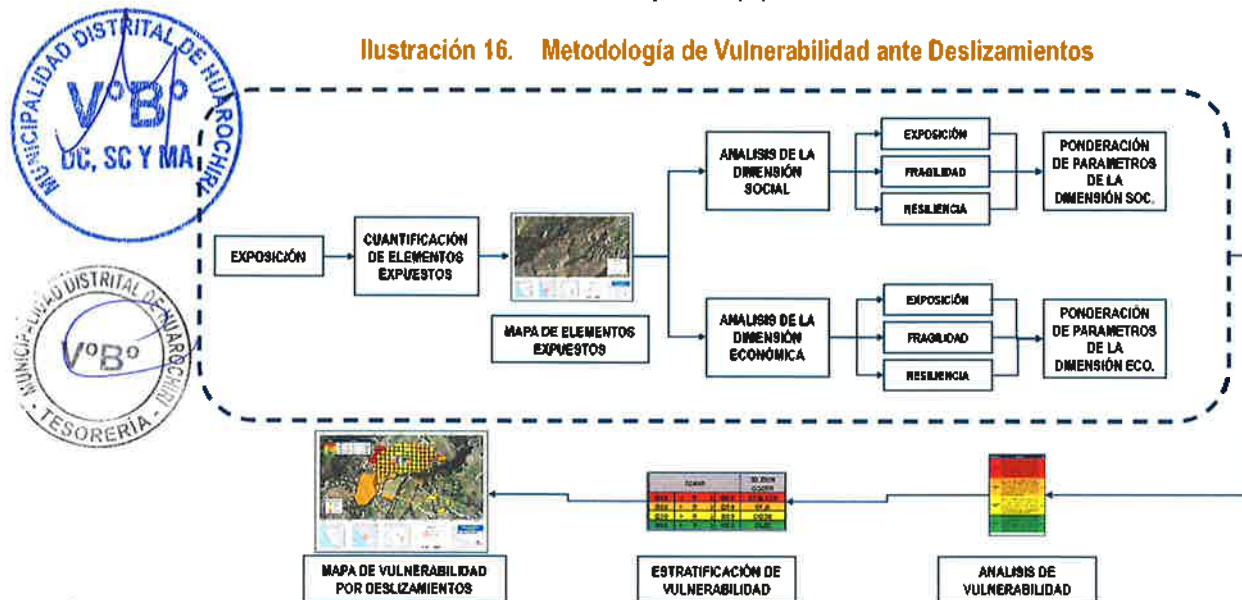 Ilustración 16. Metodología de Vulnerabilidad ante Deslizamientos
MUNICIPALIDAD DISTRITAL DE HUAROCHIRI
V°B°
DC, SC Y MA
MUNICIPALIDAD DISTRITAL DE HUAROCHIRI
V°B°
- TESORERÍA -
EXPOSICIÓN
CUANTIFICACIÓN
DE ELEMENTOS
EXPUESTOS
MAPA DE ELEMENTOS
EXPUESTOS
ANALISIS DE LA
DIMENSIÓN
SOCIAL
EXPOSICIÓN
FRAGILIDAD
RESILIENCIA
PONDERACIÓN
DE PARAMETROS
DE LA
DIMENSIÓN SOC.
ANALISIS DE LA
DIMENSIÓN
ECONÓMICA
EXPOSICIÓN
FRAGILIDAD
RESILIENCIA
PONDERACIÓN
DE PARAMETROS
DE LA
DIMENSIÓN ECO.
MAPA DE VULNERABILIDAD
POR DESLIZAMIENTOS
ESTRATIFICACIÓN DE
VULNERABILIDAD
ANALISIS DE
VULNERABILIDAD